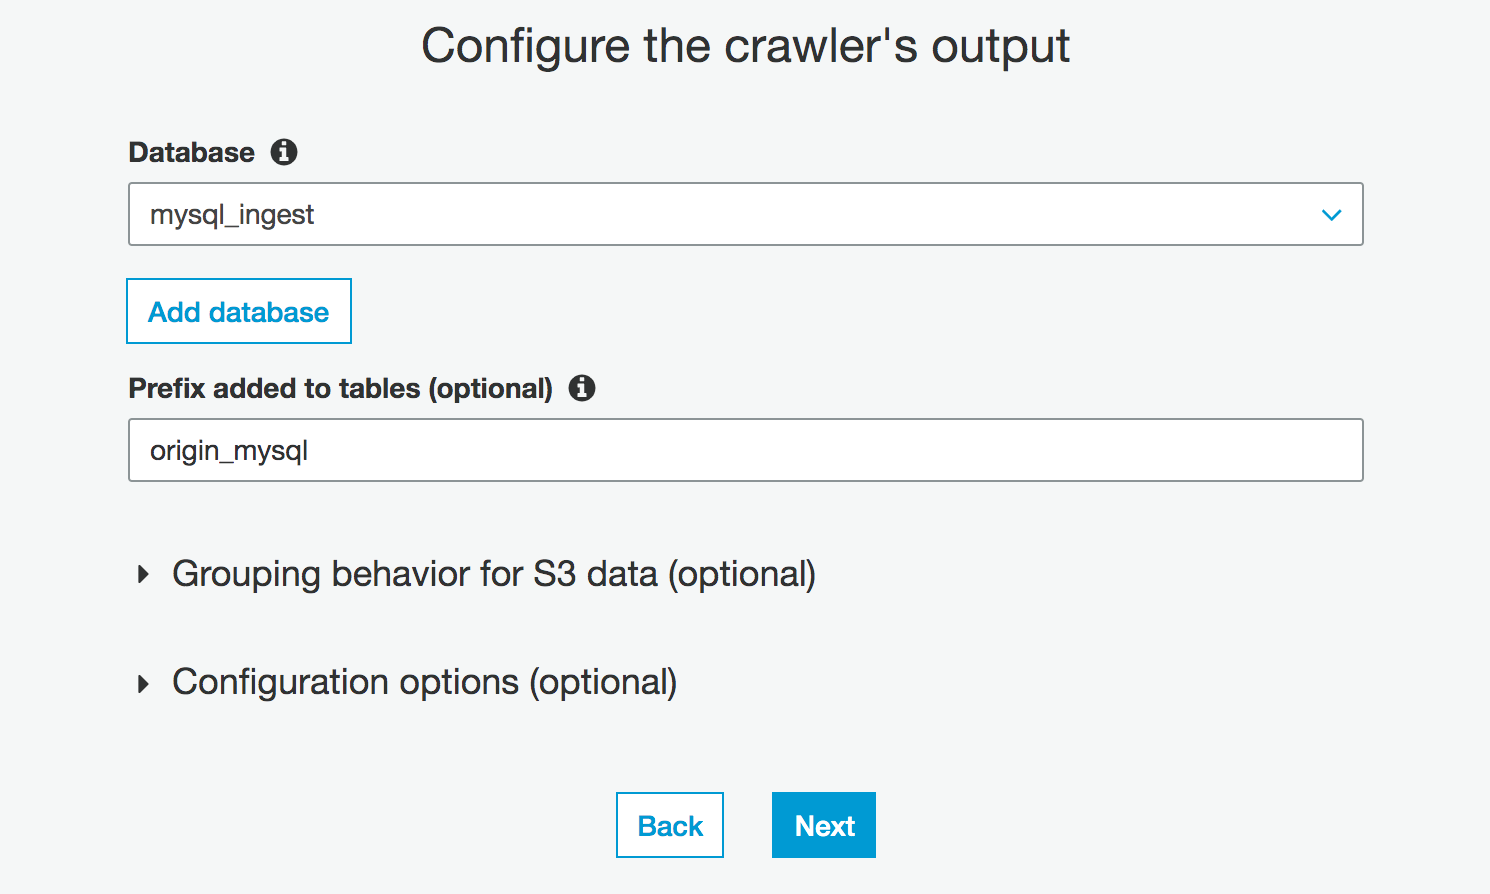 Configure the crawler's output
Database
mysql_ingest
Add database
Prefix added to tables (optional)
origin_mysql
Grouping behavior for S3 data (optional)
Configuration options (optional)
Back
Next